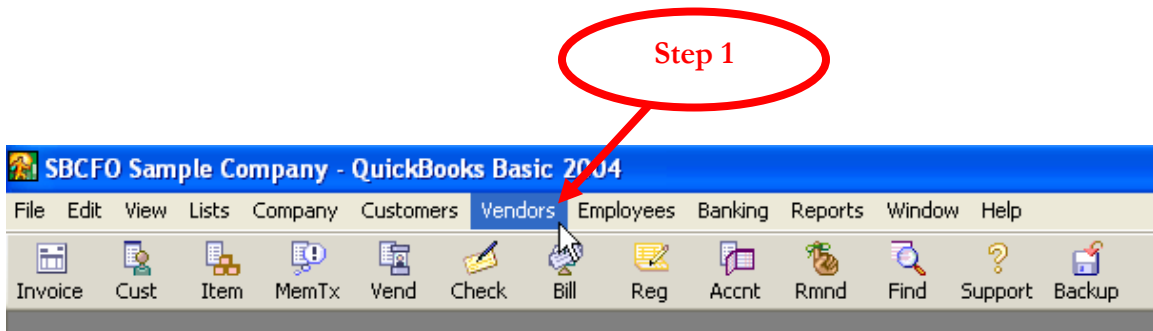 Step 1
SBCFO Sample Company - QuickBooks Basic 2004
File Edit View Lists Company Customers Vendors Employees Banking Reports Window Help
Invoice Cust Item MemTx Vend Check Bill Reg Accnt Rmnd Find Support Backup